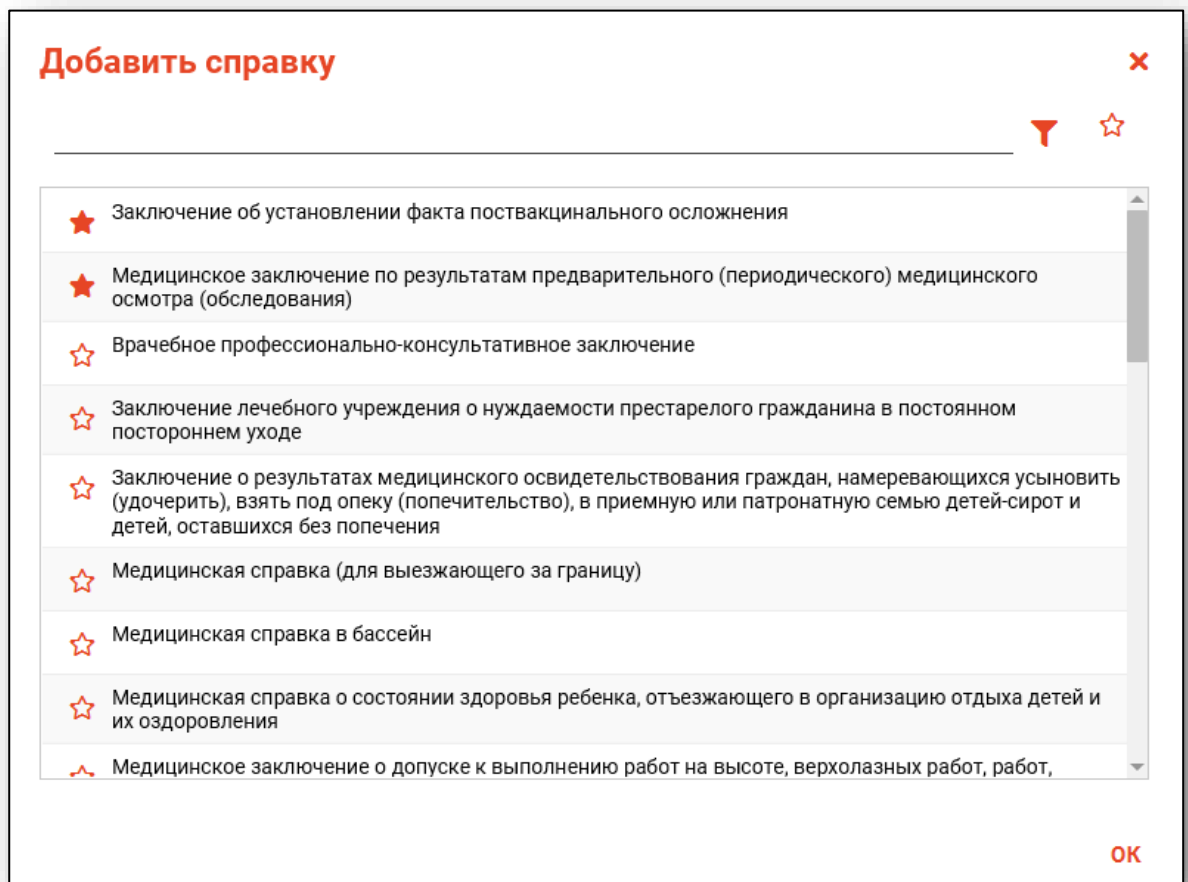 Добавить справку
Заключение об установлении факта поствакцинального осложнения
Медицинское заключение по результатам предварительного (периодического) медицинского
осмотра (обследования)
Врачебное профессионально-консультативное заключение
Заключение лечебного учреждения о нуждаемости престарелого гражданина в постоянном
постороннем уходе
Заключение о результатах медицинского освидетельствования граждан, намеревающихся усыновить
(удочерить), взять под опеку (попечительство), в приемную или патронатную семью детей-сирот и
детей, оставшихся без попечения
Медицинская справка (для выезжающего за границу)
Медицинская справка в бассейн
Медицинская справка о состоянии здоровья ребенка, отъезжающего в организацию отдыха детей и
их оздоровления
Медицинское заключение о допуске к выполнению работ на высоте, верхолазных работ, работ,
ОК